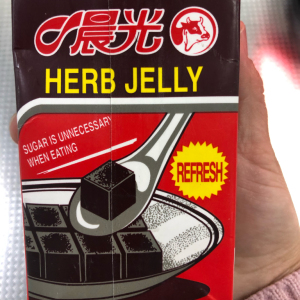 晨光
HERB JELLY
SUGAR IS UNNECESSARY
WHEN EATING
REFRESH